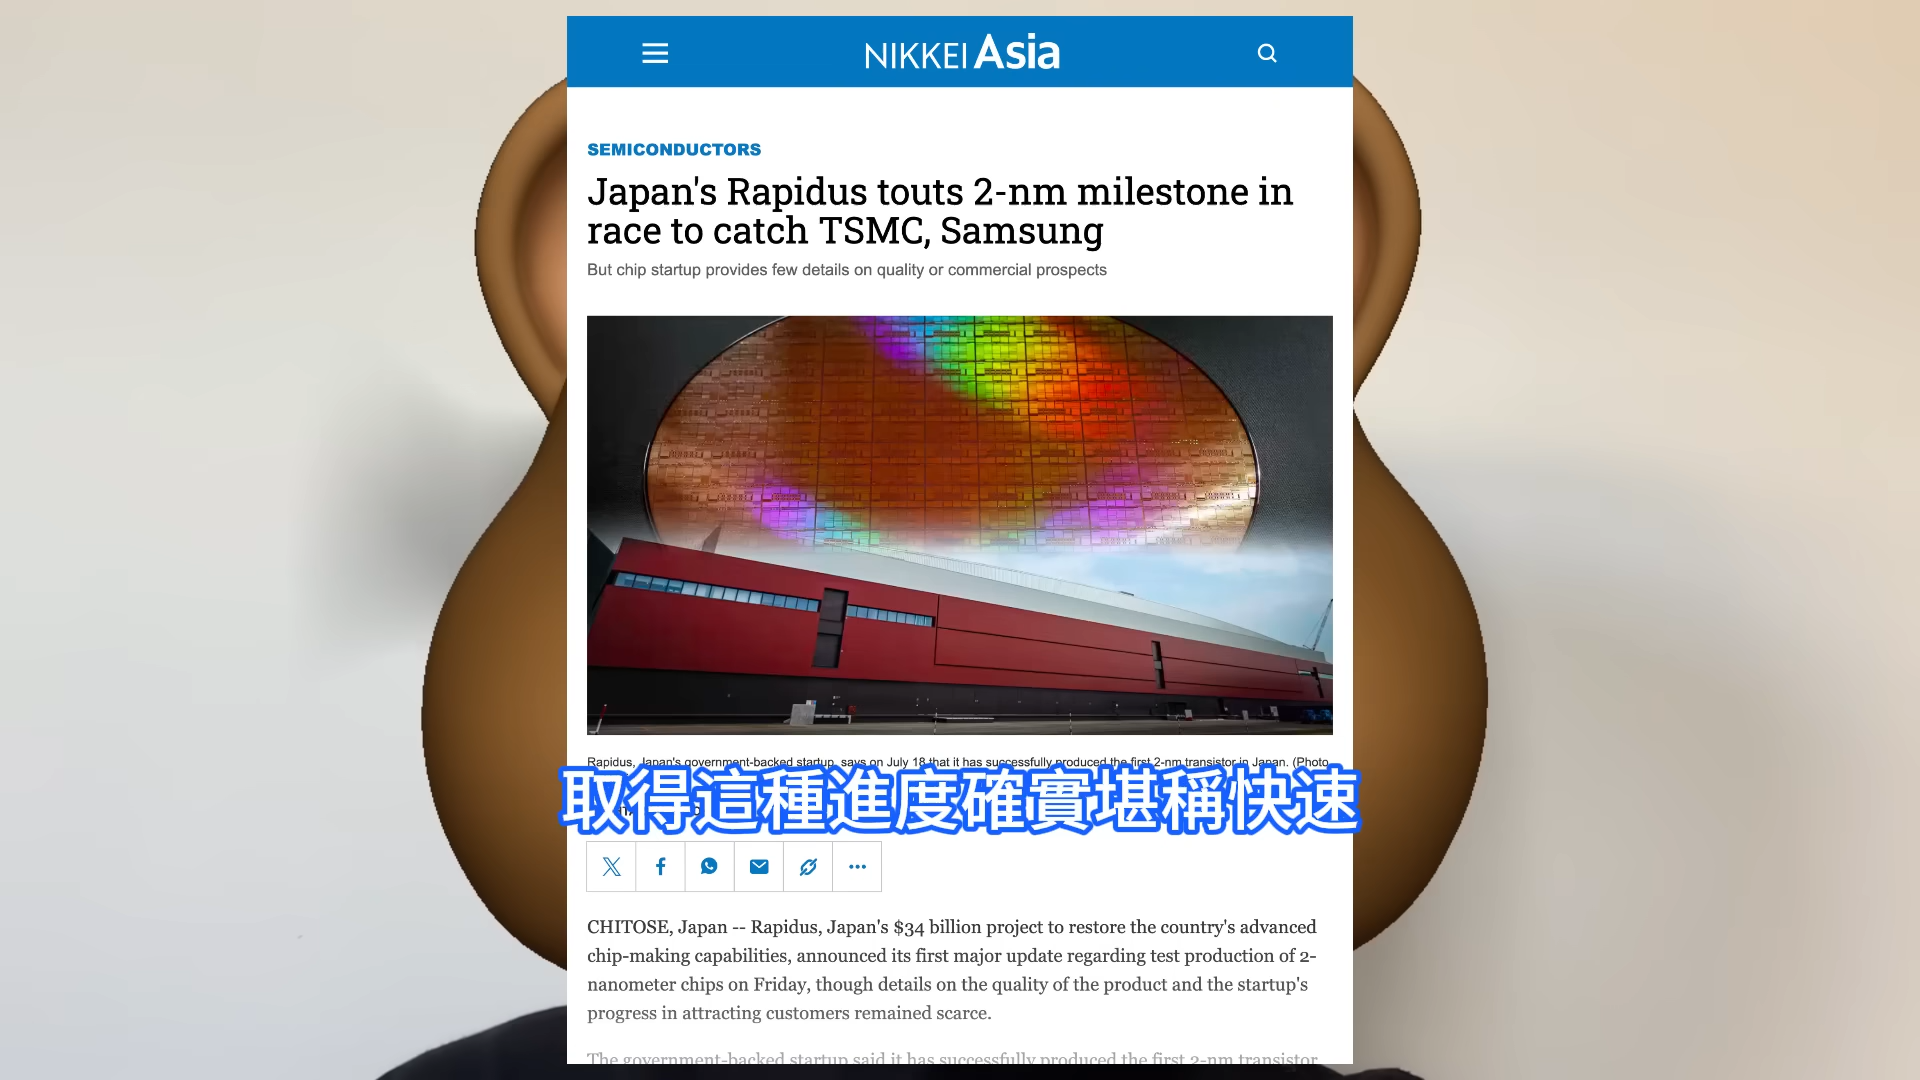 NIKKEI Asia
SEMICONDUCTORS
Japan's Rapidus touts 2-nm milestone in
race to catch TSMC, Samsung
But chip startup provides few details on quality or commercial prospects
Rapidus, Japan's government-backed startup, says on July 18 that it has successfully produced the first 2-nm transistor in Japan. (Photo
取得這種進度確實堪稱快速
CHITOSE, Japan -- Rapidus, Japan's $34 billion project to restore the country's advanced
chip-making capabilities, announced its first major update regarding test production of 2-
nanometer chips on Friday, though details on the quality of the product and the startup's
progress in attracting customers remained scarce.
The government-backed startup said it has successfully produced the first 2-nm transistor